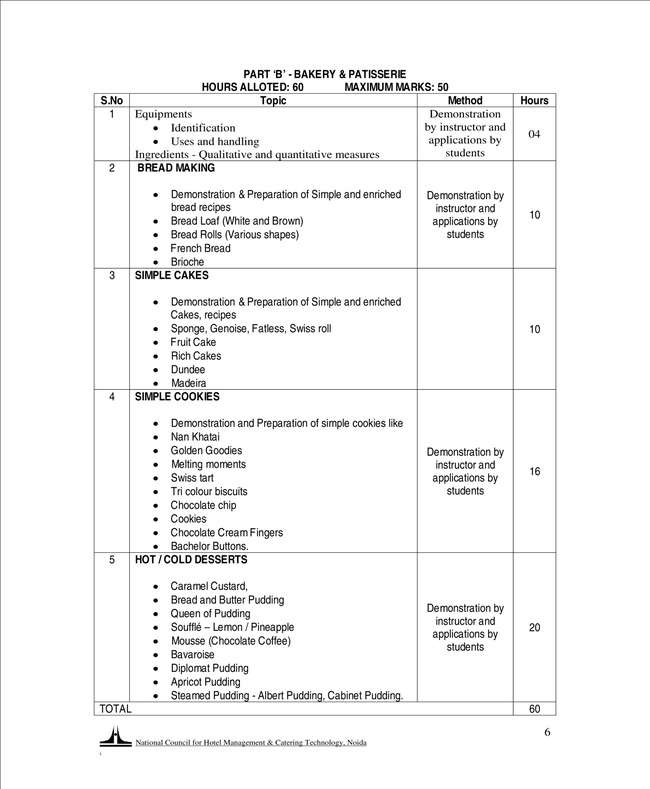 PART ‘B’ - BAKERY & PATISSERIE
HOURS ALLOTED: 60 MAXIMUM MARKS: 50
S.No Topic Method Hours
1 Equipments
• Identification
• Uses and handling
Ingredients - Qualitative and quantitative measures
Demonstration
by instructor and
applications by
students
04
2 BREAD MAKING
• Demonstration & Preparation of Simple and enriched
bread recipes
• Bread Loaf (White and Brown)
• Bread Rolls (Various shapes)
• French Bread
• Brioche
Demonstration by
instructor and
applications by
students
10
3 SIMPLE CAKES
• Demonstration & Preparation of Simple and enriched
Cakes, recipes
• Sponge, Genoise, Fatless, Swiss roll
• Fruit Cake
• Rich Cakes
• Dundee
• Madeira
10
4 SIMPLE COOKIES
• Demonstration and Preparation of simple cookies like
• Nan Khatai
• Golden Goodies
• Melting moments
• Swiss tart
• Tri colour biscuits
• Chocolate chip
• Cookies
• Chocolate Cream Fingers
• Bachelor Buttons.
Demonstration by
instructor and
applications by
students
16
5 HOT / COLD DESSERTS
• Caramel Custard,
• Bread and Butter Pudding
• Queen of Pudding
• Soufflé – Lemon / Pineapple
• Mousse (Chocolate Coffee)
• Bavaroise
• Diplomat Pudding
• Apricot Pudding
• Steamed Pudding - Albert Pudding, Cabinet Pudding.
Demonstration by
instructor and
applications by
students
20
TOTAL 60
6
National Council for Hotel Management & Catering Technology, Noida